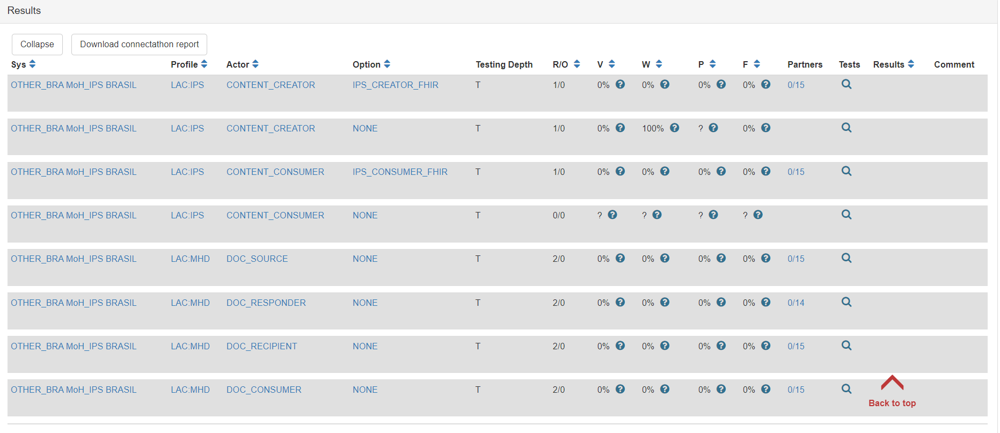 Results
Collapse Download connectathon report
Sys Profile Actor Option Testing Depth R/O V W P F Partners Tests Results Comment
OTHER_BRA MoH_IPS BRASIL LAC:IPS CONTENT_CREATOR IPS_CREATOR_FHIR T 1/0 0% ? 0% ? 0% ? 0% ? 0/15
OTHER_BRA MoH_IPS BRASIL LAC:IPS CONTENT_CREATOR NONE T 1/0 0% ? 100% ? ? ? 0% ?
OTHER_BRA MoH_IPS BRASIL LAC:IPS CONTENT_CONSUMER IPS_CONSUMER_FHIR T 1/0 0% ? 0% ? 0% ? 0% ? 0/15
OTHER_BRA MoH_IPS BRASIL LAC:IPS CONTENT_CONSUMER NONE T 0/0 ? ? ? ? ? ? ? ?
OTHER_BRA MoH_IPS BRASIL LAC:MHD DOC_SOURCE NONE T 2/0 0% ? 0% ? 0% ? 0% ? 0/15
OTHER_BRA MoH_IPS BRASIL LAC:MHD DOC_RESPONDER NONE T 2/0 0% ? 0% ? 0% ? 0% ? 0/14
OTHER_BRA MoH_IPS BRASIL LAC:MHD DOC_RECIPIENT NONE T 2/0 0% ? 0% ? 0% ? 0% ? 0/15
OTHER_BRA MoH_IPS BRASIL LAC:MHD DOC_CONSUMER NONE T 2/0 0% ? 0% ? 0% ? 0% ? 0/15
Back to top